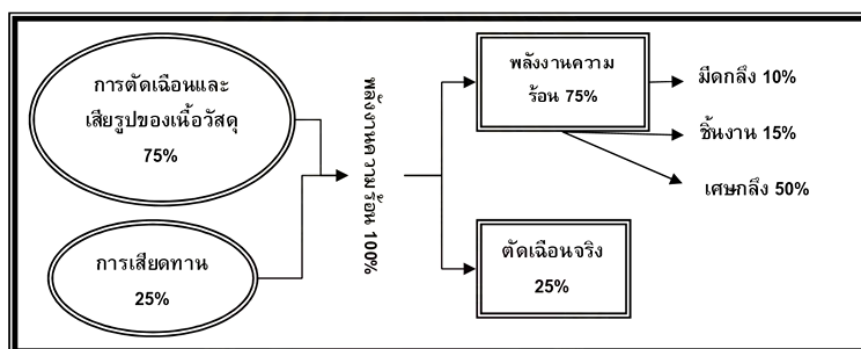 การตัดเฉือนและ
เสียรูปของเนื้อวัสดุ
75%
การเสียดทาน
25%
พลังงานความร้อน 100%
พลังงานความ
ร้อน 75%
มีดกลึง 10%
ชิ้นงาน 15%
เศษกลึง 50%
ตัดเฉือนจริง
25%